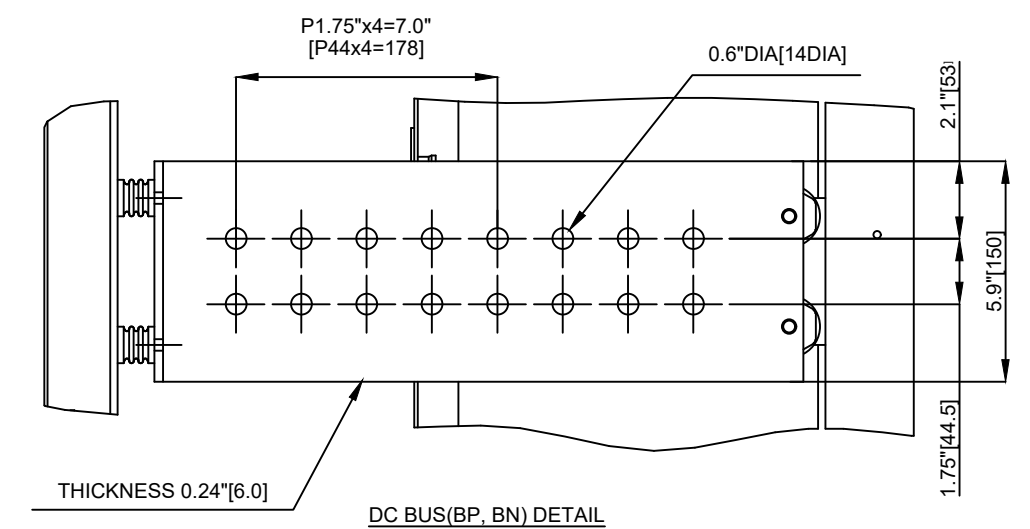 P1.75"x4=7.0"
[P44x4=178]
0.6"DIA[14DIA]
2.1"[53]
5.9"[150]
1.75"[44.5]
THICKNESS 0.24"[6.0]
DC BUS(BP, BN) DETAIL